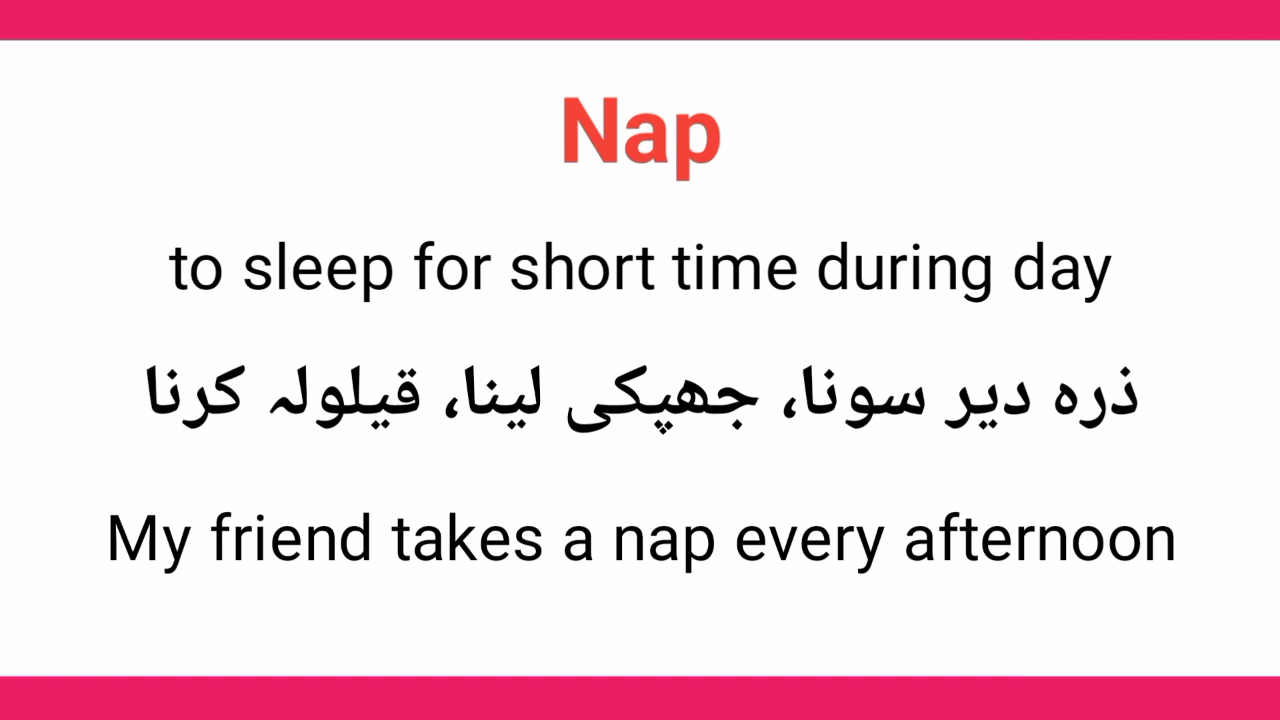 Nap
to sleep for short time during day
ذرہ دیر سونا، جھپکی لینا، قیلولہ کرنا
My friend takes a nap every afternoon